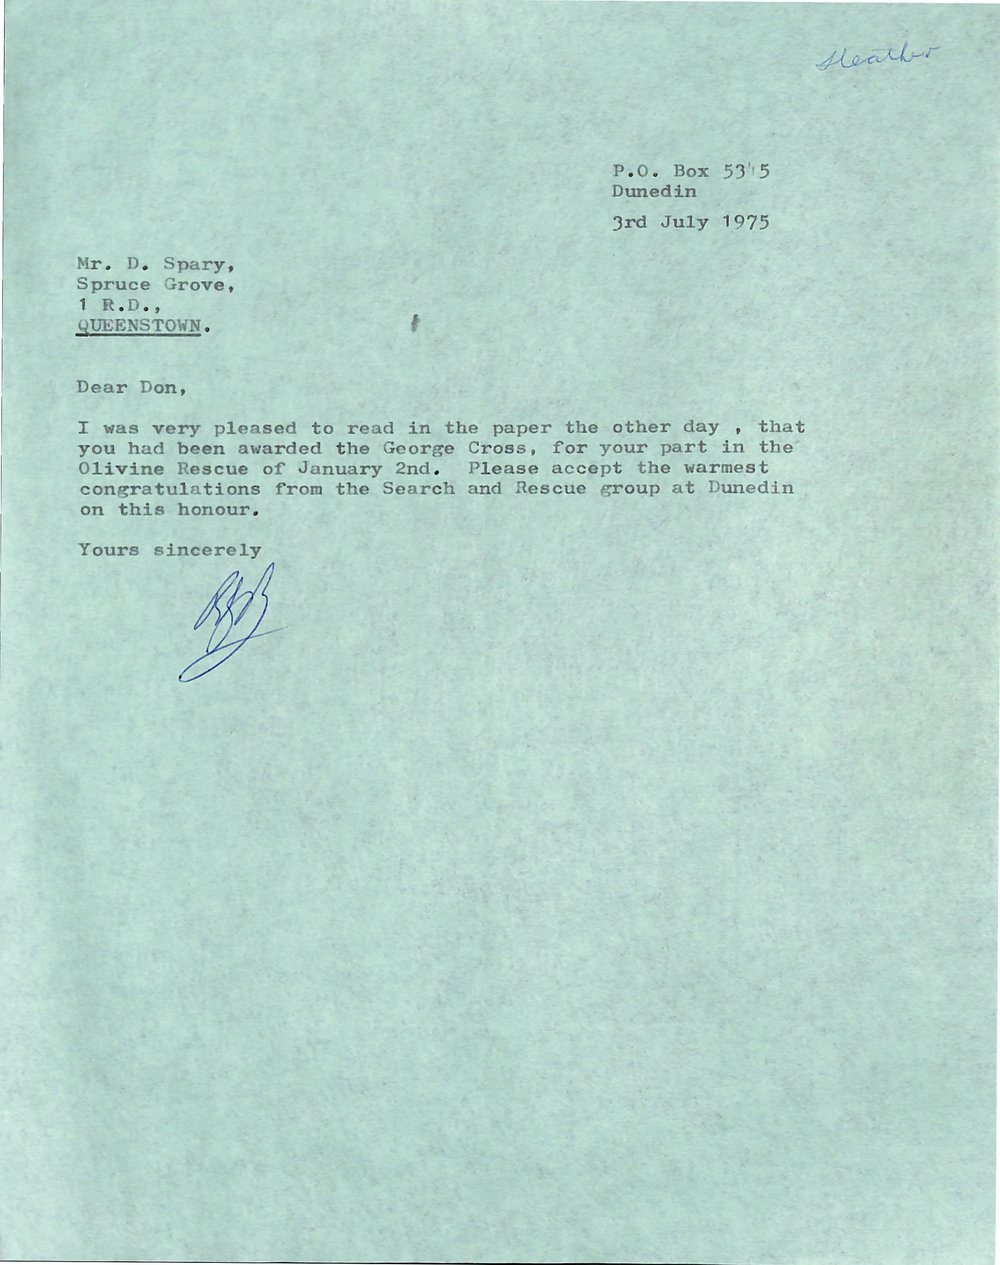 Heather
P.O. Box 53'5
Dunedin
3rd July 1975
Mr. D. Spary,
Spruce Grove,
1 R.D.,
QUEENSTOWN.
Dear Don,
I was very pleased to read in the paper the other day , that
you had been awarded the George Cross, for your part in the
Olivine Rescue of January 2nd. Please accept the warmest
congratulations from the Search and Rescue group at Dunedin
on this honour.
Yours sincerely